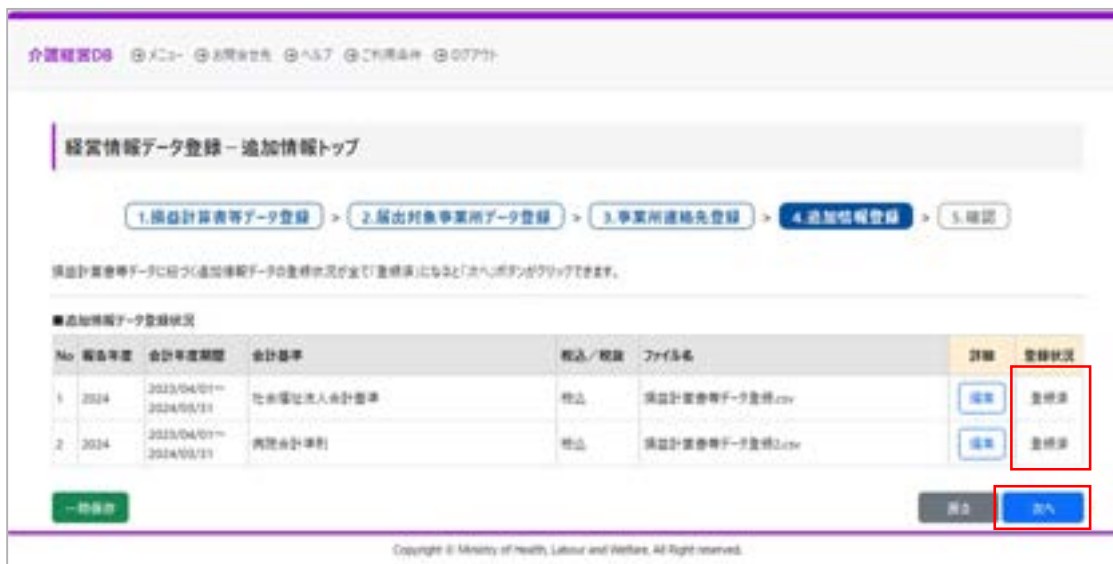 介護経営DB メニュー お問合せ先 ヘルプ ご利用条件 ログアウト
経営情報データ登録 – 追加情報トップ
1.損益計算書等データ登録 > 2.届出対象事業所データ登録 > 3.事業所連絡先登録 > 4.追加情報登録 > 5.確認
損益計算書等データに紐づく追加情報データの登録状況が全て「登録済」になると「次へ」ボタンがクリックできます。
■追加情報データ登録状況
No 報告年度 会計年度期間 会計基準 税込／税抜 ファイル名 詳細 登録状況
1 2024 2023/04/01～2024/03/31 社会福祉法人会計基準 税込 損益計算書等データ登録.csv 編集 登録済
2 2024 2023/04/01～2024/03/31 病院会計準則 税込 損益計算書等データ登録2.csv 編集 登録済
一時保存 戻る 次へ
Copyright © Ministry of Health, Labour and Welfare, All Right reserved.